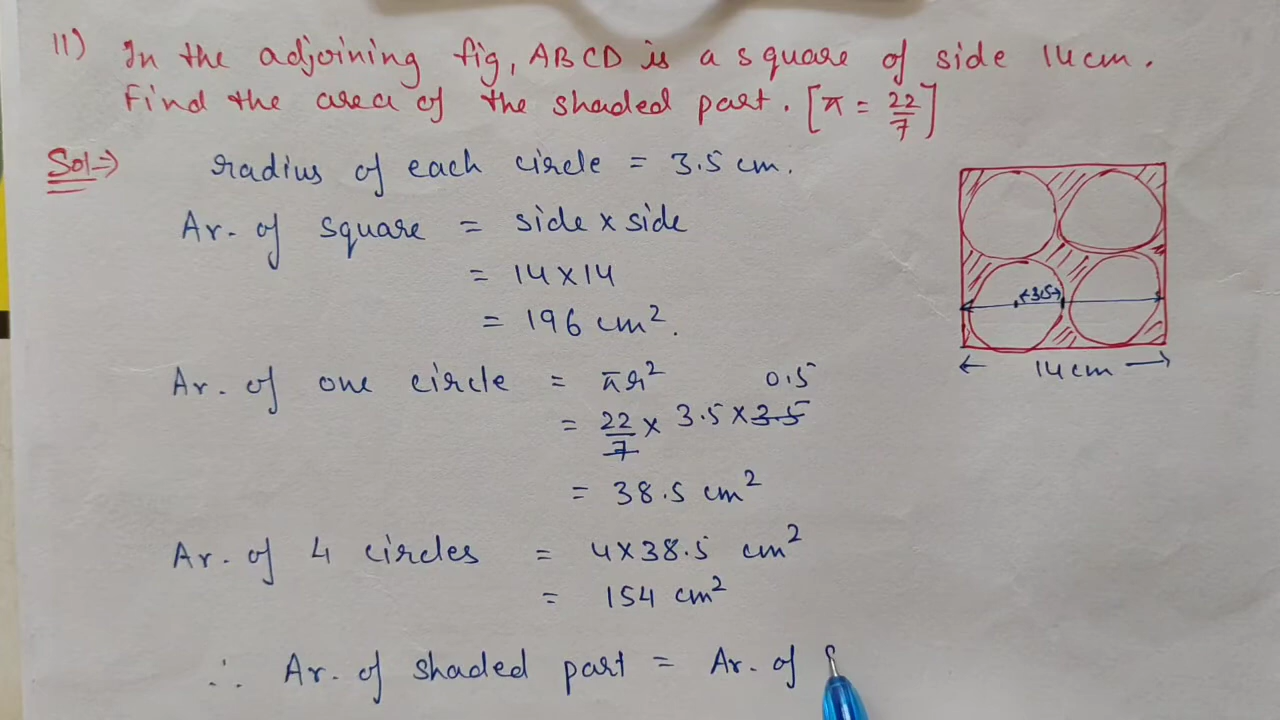 11) In the adjoining fig, ABCD is a square of side 14cm.
Find the area of the shaded part. [π = 22/7]
Sol⇒ radius of each circle = 3.5 cm.
Ar. of square = side × side
= 14 × 14
= 196 cm².
Ar. of one circle = πr²
0.5
= 22/7 × 3.5 × 3.5
= 38.5 cm²
Ar. of 4 circles = 4×38.5 cm²
= 154 cm²
∴ Ar. of shaded part = Ar. of
3.5
14cm